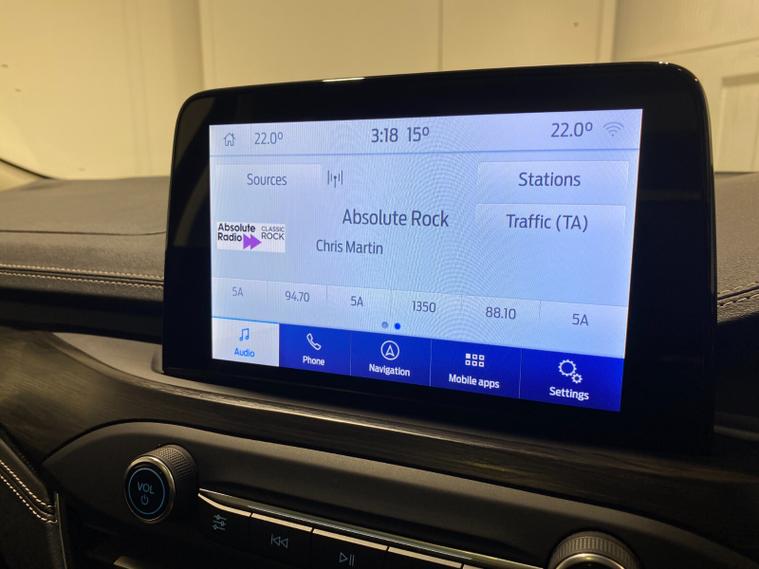 22.0° 3:18 15° 22.0°
Sources Stations
Absolute Rock Traffic (TA)
Absolute Radio CLASSIC ROCK
Chris Martin
5A 94.70 5A 1350 88.10 5A
Audio Phone Navigation Mobile apps Settings
VOL